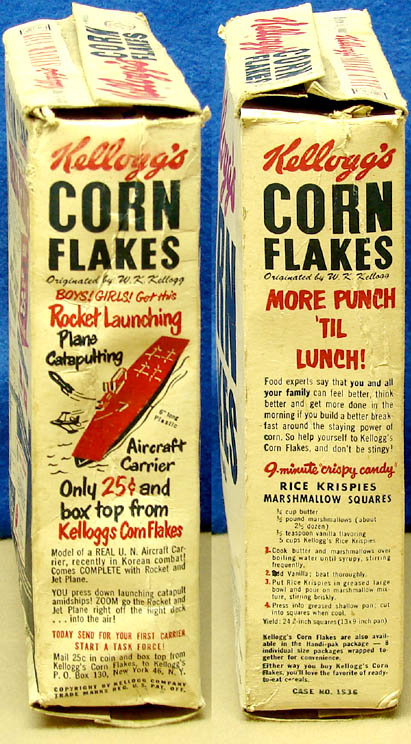 Kellogg's
CORN
FLAKES
Kellogg's
CORN
FLAKES
Originated by W. K. Kellogg
BOYS! GIRLS! Get this
Rocket Launching
Plane
Catapulting
6" long
Plastic
Aircraft
Carrier
Only 25¢ and
box top from
Kelloggs Corn Flakes
Model of a REAL U. N. Aircraft Car-
rier, recently in Korean combat!
Comes COMPLETE with Rocket and
Jet Plane.
YOU press down launching catapult
amidships! ZOOM go the Rocket and
Jet Plane right off the flight deck
. . . into the air!
TODAY SEND FOR YOUR FIRST CARRIER
START A TASK FORCE!
Mail 25c in coin and box top from
Kellogg's Corn Flakes, to Kellogg's
P. O. Box 130, New York 46, N. Y.
COPYRIGHT BY KELLOGG COMPANY
TRADE MARKS REG. U. S. PAT. OFF.
Kellogg's
CORN
FLAKES
Kellogg's
CORN
FLAKES
Originated by W. K. Kellogg
MORE PUNCH
'TIL
LUNCH!
Food experts say that you and all
your family can feel better, think
better and get more done in the
morning if you build a better break-
fast around the staying power of
corn. So help yourself to Kellogg's
Corn Flakes, and don't be stingy!
9-minute "crispy candy"
RICE KRISPIES
MARSHMALLOW SQUARES
cup butter
½ pound marshmallows (about
2½ dozen)
teaspoon vanilla flavoring
5 cups Kellogg's Rice Krispies
1. Cook butter and marshmallows over
boiling water until syrupy, stirring
frequently.
2. Add Vanilla; beat thoroughly.
3. Put Rice Krispies in greased large
bowl and pour on marshmallow mix-
ture, stirring briskly.
4. Press into greased shallow pan; cut
into squares when cool.
Yield: 24 2-inch squares (13x9 inch pan)
Kellogg's Corn Flakes are also avail-
able in the Handi-pak package — 8
individual size packages wrapped to-
gether for convenience.
Either way you buy Kellogg's Corn
Flakes, you'll love the favorite of ready-
to-eat cereals.
CASE NO. 1536